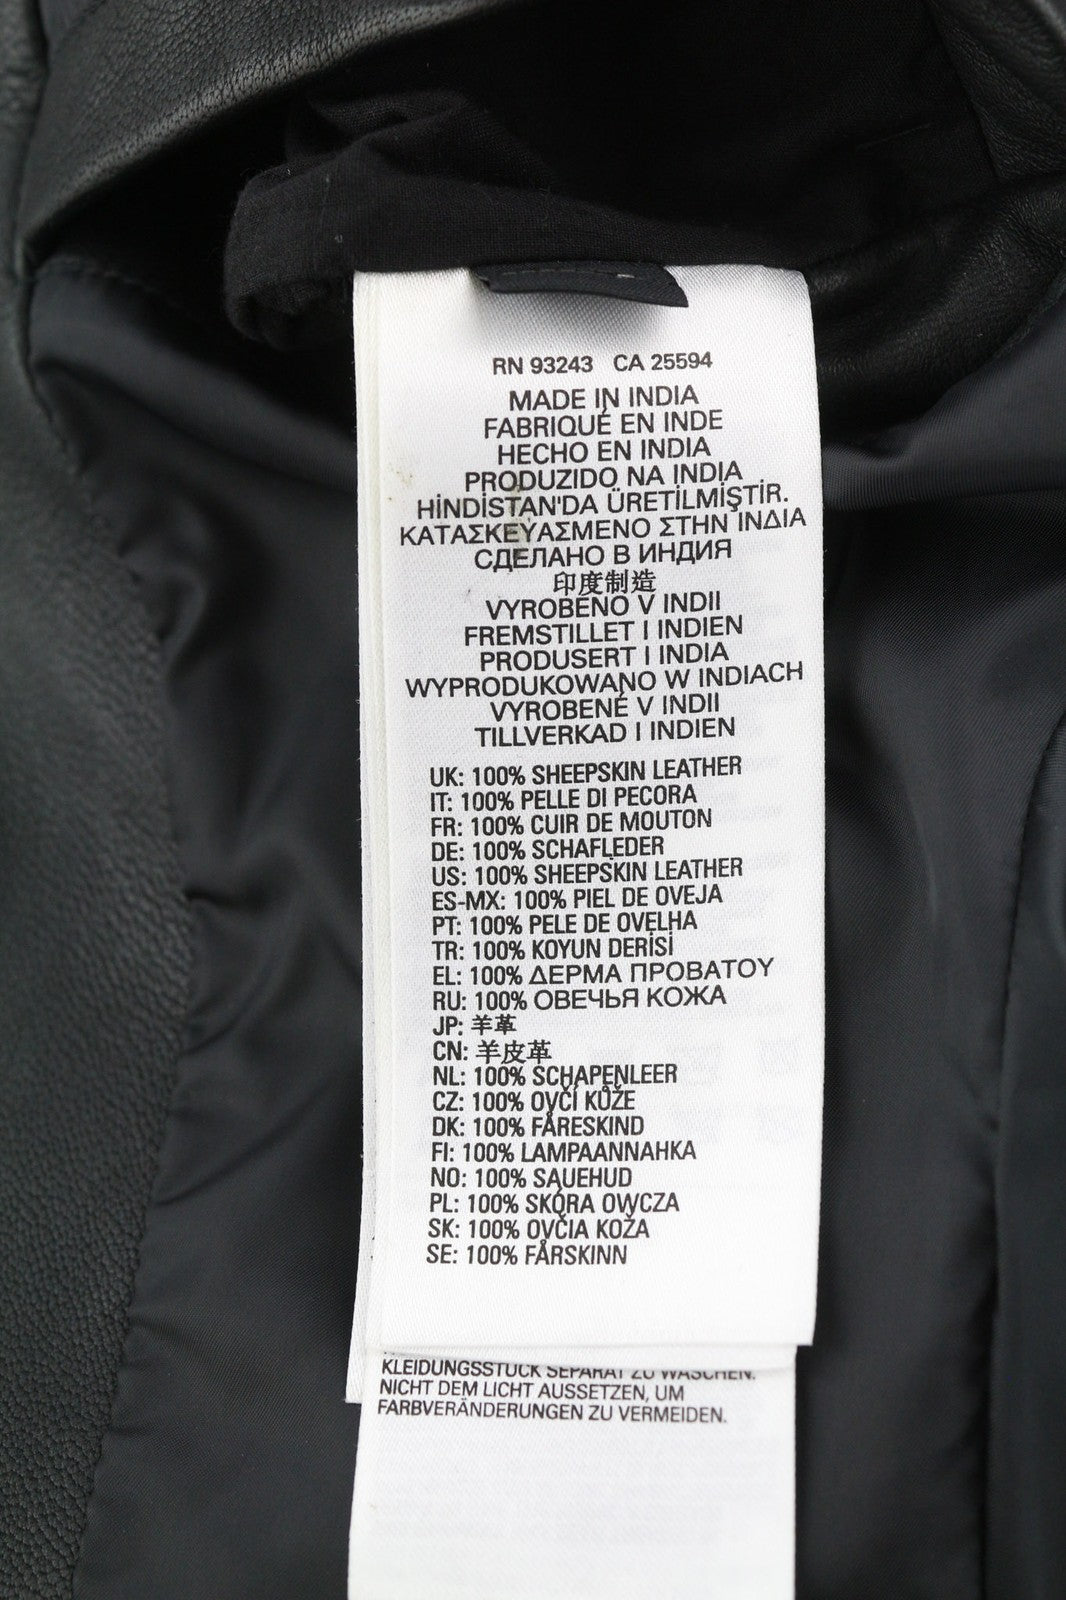 RN 93243 CA 25594
MADE IN INDIA
FABRIQUÉ EN INDE
HECHO EN INDIA
PRODUZIDO NA INDIA
HİNDİSTAN'DA ÜRETİLMİŞTİR.
ΚΑΤΑΣΚΕΥΑΣΜΕΝΟ ΣΤΗΝ ΙΝΔΙΑ
СДЕЛАНО В ИНДИЯ
印度制造
VYROBENO V INDII
FREMSTILLET I INDIEN
PRODUSERT I INDIA
WYPRODUKOWANO W INDIACH
VYROBENÉ V INDII
TILLVERKAD I INDIEN
UK: 100% SHEEPSKIN LEATHER
IT: 100% PELLE DI PECORA
FR: 100% CUIR DE MOUTON
DE: 100% SCHAFLEDER
US: 100% SHEEPSKIN LEATHER
ES-MX: 100% PIEL DE OVEJA
PT: 100% PELE DE OVELHA
TR: 100% KOYUN DERİSİ
EL: 100% ΔΕΡΜΑ ΠΡΟΒΑΤΟΥ
RU: 100% ОВЕЧЬЯ КОЖА
JP: 羊革
CN: 羊皮革
NL: 100% SCHAPENLEER
CZ: 100% OVČÍ KŮŽE
DK: 100% FÅRESKIND
FI: 100% LAMPAANNAHKA
NO: 100% SAUEHUD
PL: 100% SKÓRA OWCZA
SK: 100% OVČIA KOŽA
SE: 100% FÅRSKINN
KLEIDUNGSSTÜCK SEPARAT ZU WASCHEN.
NICHT DEM LICHT AUSSETZEN, UM
FARBVERÄNDERUNGEN ZU VERMEIDEN.